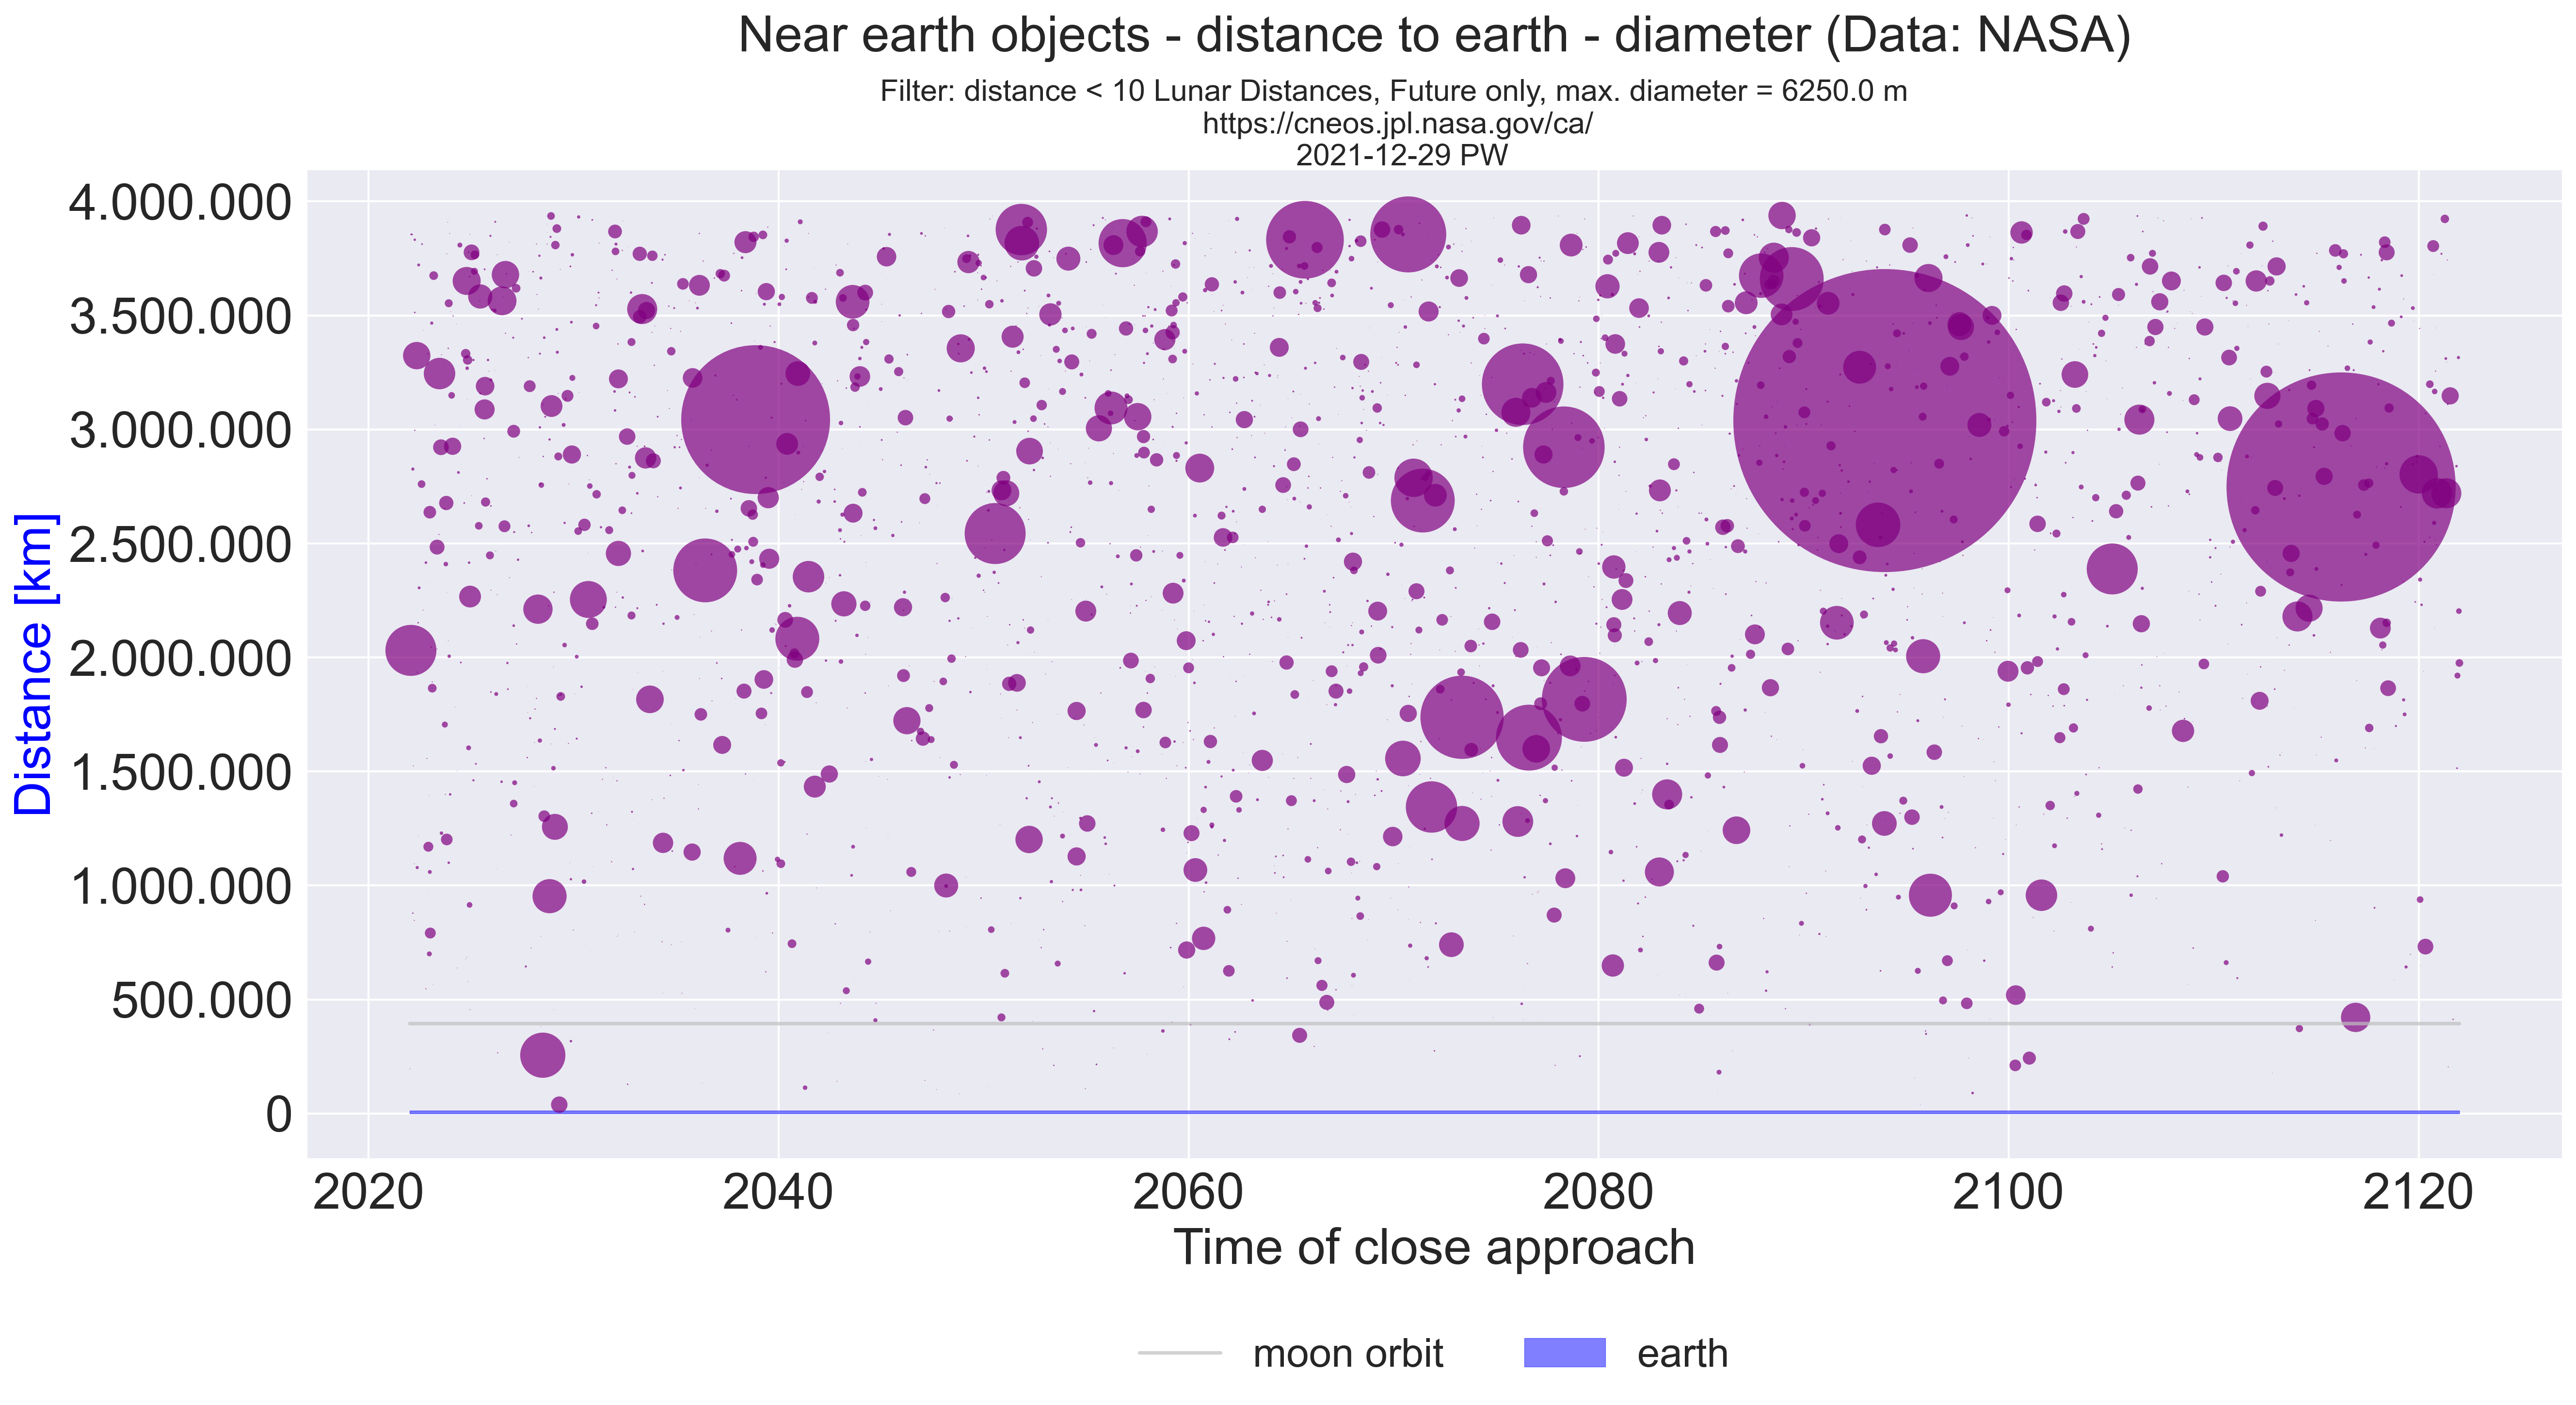 Near earth objects - distance to earth - diameter (Data: NASA)
Filter: distance < 10 Lunar Distances, Future only, max. diameter = 6250.0 m
https://cneos.jpl.nasa.gov/ca/
2021-12-29 PW
Distance [km]
4.000.000
3.500.000
3.000.000
2.500.000
2.000.000
1.500.000
1.000.000
500.000
0
2020 2040 2060 2080 2100 2120
Time of close approach
moon orbit earth